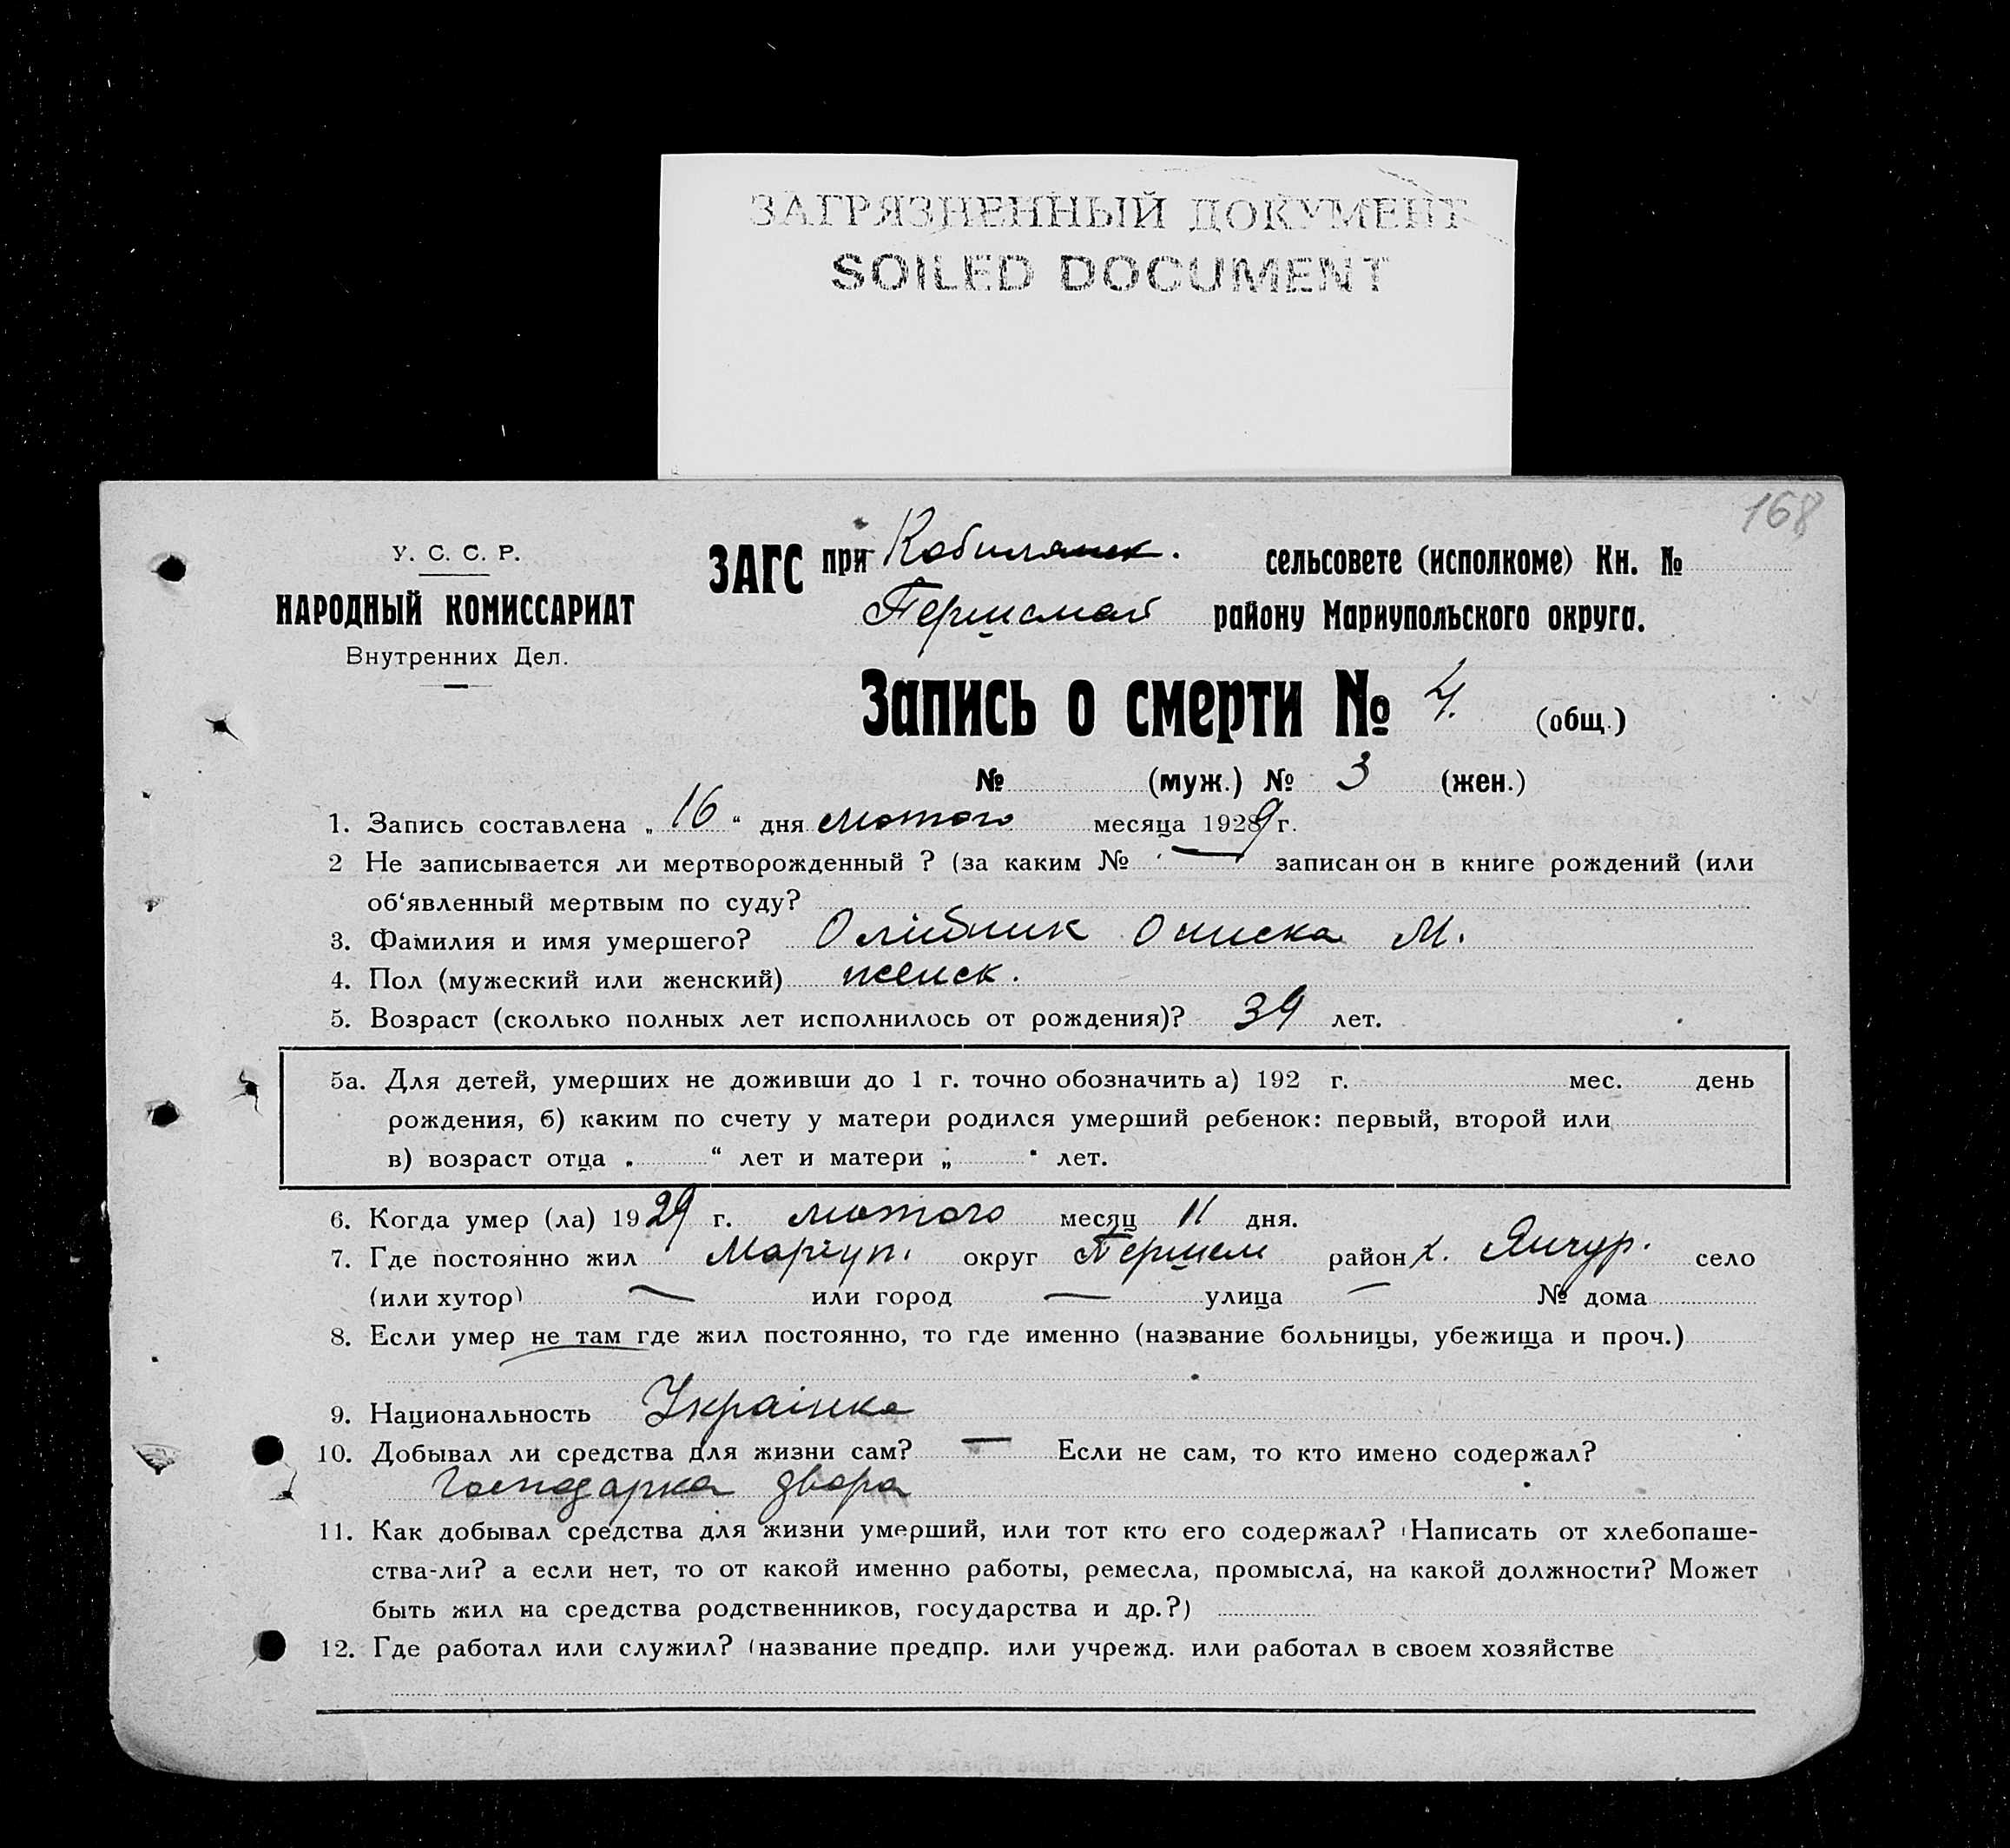 ЗАГРЯЗНЕННЫЙ ДОКУМЕНТ
SOILED DOCUMENT
168
У. С. С. Р.
НАРОДНЫЙ КОМИССАРИАТ
Внутренних Дел.
ЗАГС при Кобилянск. сельсовете (исполкоме) Кн. №
Першомай району Мариупольского округа.
Запись о смерти № 4. (общ.)
№ (муж.) № 3 (жен.)
1. Запись составлена „ 16 “ дня лютого месяца 1929 г.
2 Не записывается ли мертворожденный ? (за каким № — записан он в книге рождений (или
об‘явленный мертвым по суду?
3. Фамилия и имя умершего? Олійник Ониска М.
4. Пол (мужеский или женский) женск.
5. Возраст (сколько полных лет исполнилось от рождения)? 39 лет.
5а. Для детей, умерших не доживши до 1 г. точно обозначить а) 192 г. мес. день
рождения, б) каким по счету у матери родился умерший ребенок: первый, второй или
в) возраст отца „ “ лет и матери „ “ лет.
6. Когда умер (ла) 1929 г. лютого месяц 11 дня.
7. Где постоянно жил Маріуп. округ Першом район х. Янчур. село
(или хутор) — или город — улица — № дома
8. Если умер не там где жил постоянно, то где именно (название больницы, убежища и проч.)
9. Национальность Українка
10. Добывал ли средства для жизни сам? — Если не сам, то кто имено содержал?
Господарка двора
11. Как добывал средства для жизни умерший, или тот кто его содержал? (Написать от хлебопаше-
ства-ли? а если нет, то от какой именно работы, ремесла, промысла, на какой должности? Может
быть жил на средства родственников, государства и др.?)
12. Где работал или служил? (название предпр. или учрежд. или работал в своем хозяйстве